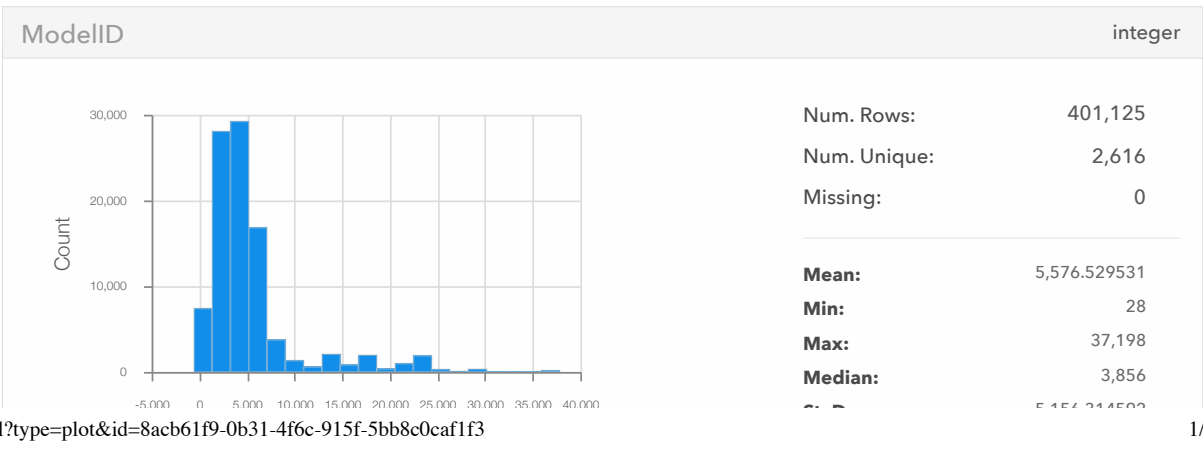 ModelID integer
30,000
20,000
10,000
0
Count
-5,000 0 5,000 10,000 15,000 20,000 25,000 30,000 35,000 40,000
Num. Rows: 401,125
Num. Unique: 2,616
Missing: 0
Mean: 5,576.529531
Min: 28
Max: 37,198
Median: 3,856
l?type=plot&id=8acb61f9-0b31-4f6c-915f-5bb8c0caf1f3 1/